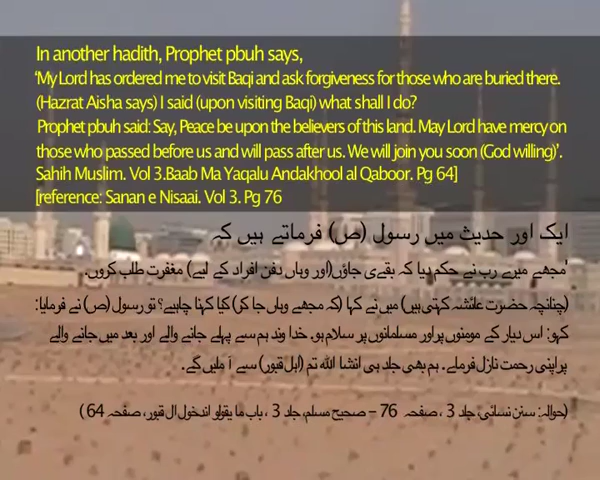 In another hadith, Prophet pbuh says,
'My Lord has ordered me to visit Baqi and ask forgiveness for those who are buried there.
(Hazrat Aisha says) I said (upon visiting Baqi) what shall I do?
Prophet pbuh said: Say, Peace be upon the believers of this land. May Lord have mercy on
those who passed before us and will pass after us. We will join you soon (God willing)'.
Sahih Muslim. Vol 3.Baab Ma Yaqalu Andakhool al Qaboor. Pg 64]
[reference: Sanan e Nisaai. Vol 3. Pg 76
ایک اور حدیث میں رسول (ص) فرماتے ہیں کہ
'مجھے میرے رب نے حکم دیا کہ بقےی جاؤں(اور وہاں دفن افراد کے لیے) مغفرت طلب کروں.
(چنانچہ حضرت عائشہ کہتی ہیں) میں نے کہا (کہ مجھے وہاں جا کر) کیا کہنا چاہیے؟ تو رسول (ص) نے فرمایا:
کہو: اس دیار کے مومنوں پر اور مسلمانوں پر سلام ہو. خدا وند ہم سے پہلے جانے والے اور بعد میں جانے والے
پر اپنی رحمت نازل فرمائے. ہم بھی جلد ہی انشا اللہ تم (اہل قبور) سے آ ملیں گے.
(حوالہ: سنن نسائی، جلد 3 ، صفحہ 76 – صحیح مسلم، جلد 3 ، باب ما یقولو اندخول ال قبور، صفحہ 64 )